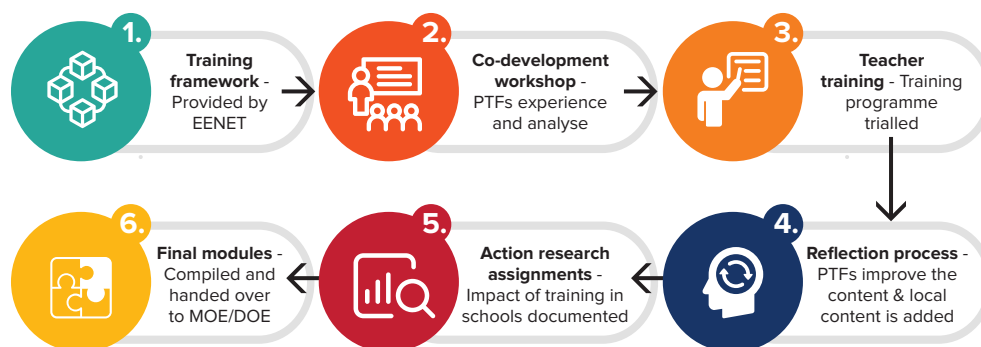 1.
Training
framework -
Provided by
EENET
2.
Co-development
workshop -
PTFs experience
and analyse
3.
Teacher
training - Training
programme
trialled
4.
Reflection process -
PTFs improve the
content & local
content is added
5.
Action research
assignments -
Impact of training in
schools documented
6.
Final modules -
Compiled and
handed over
to MOE/DOE